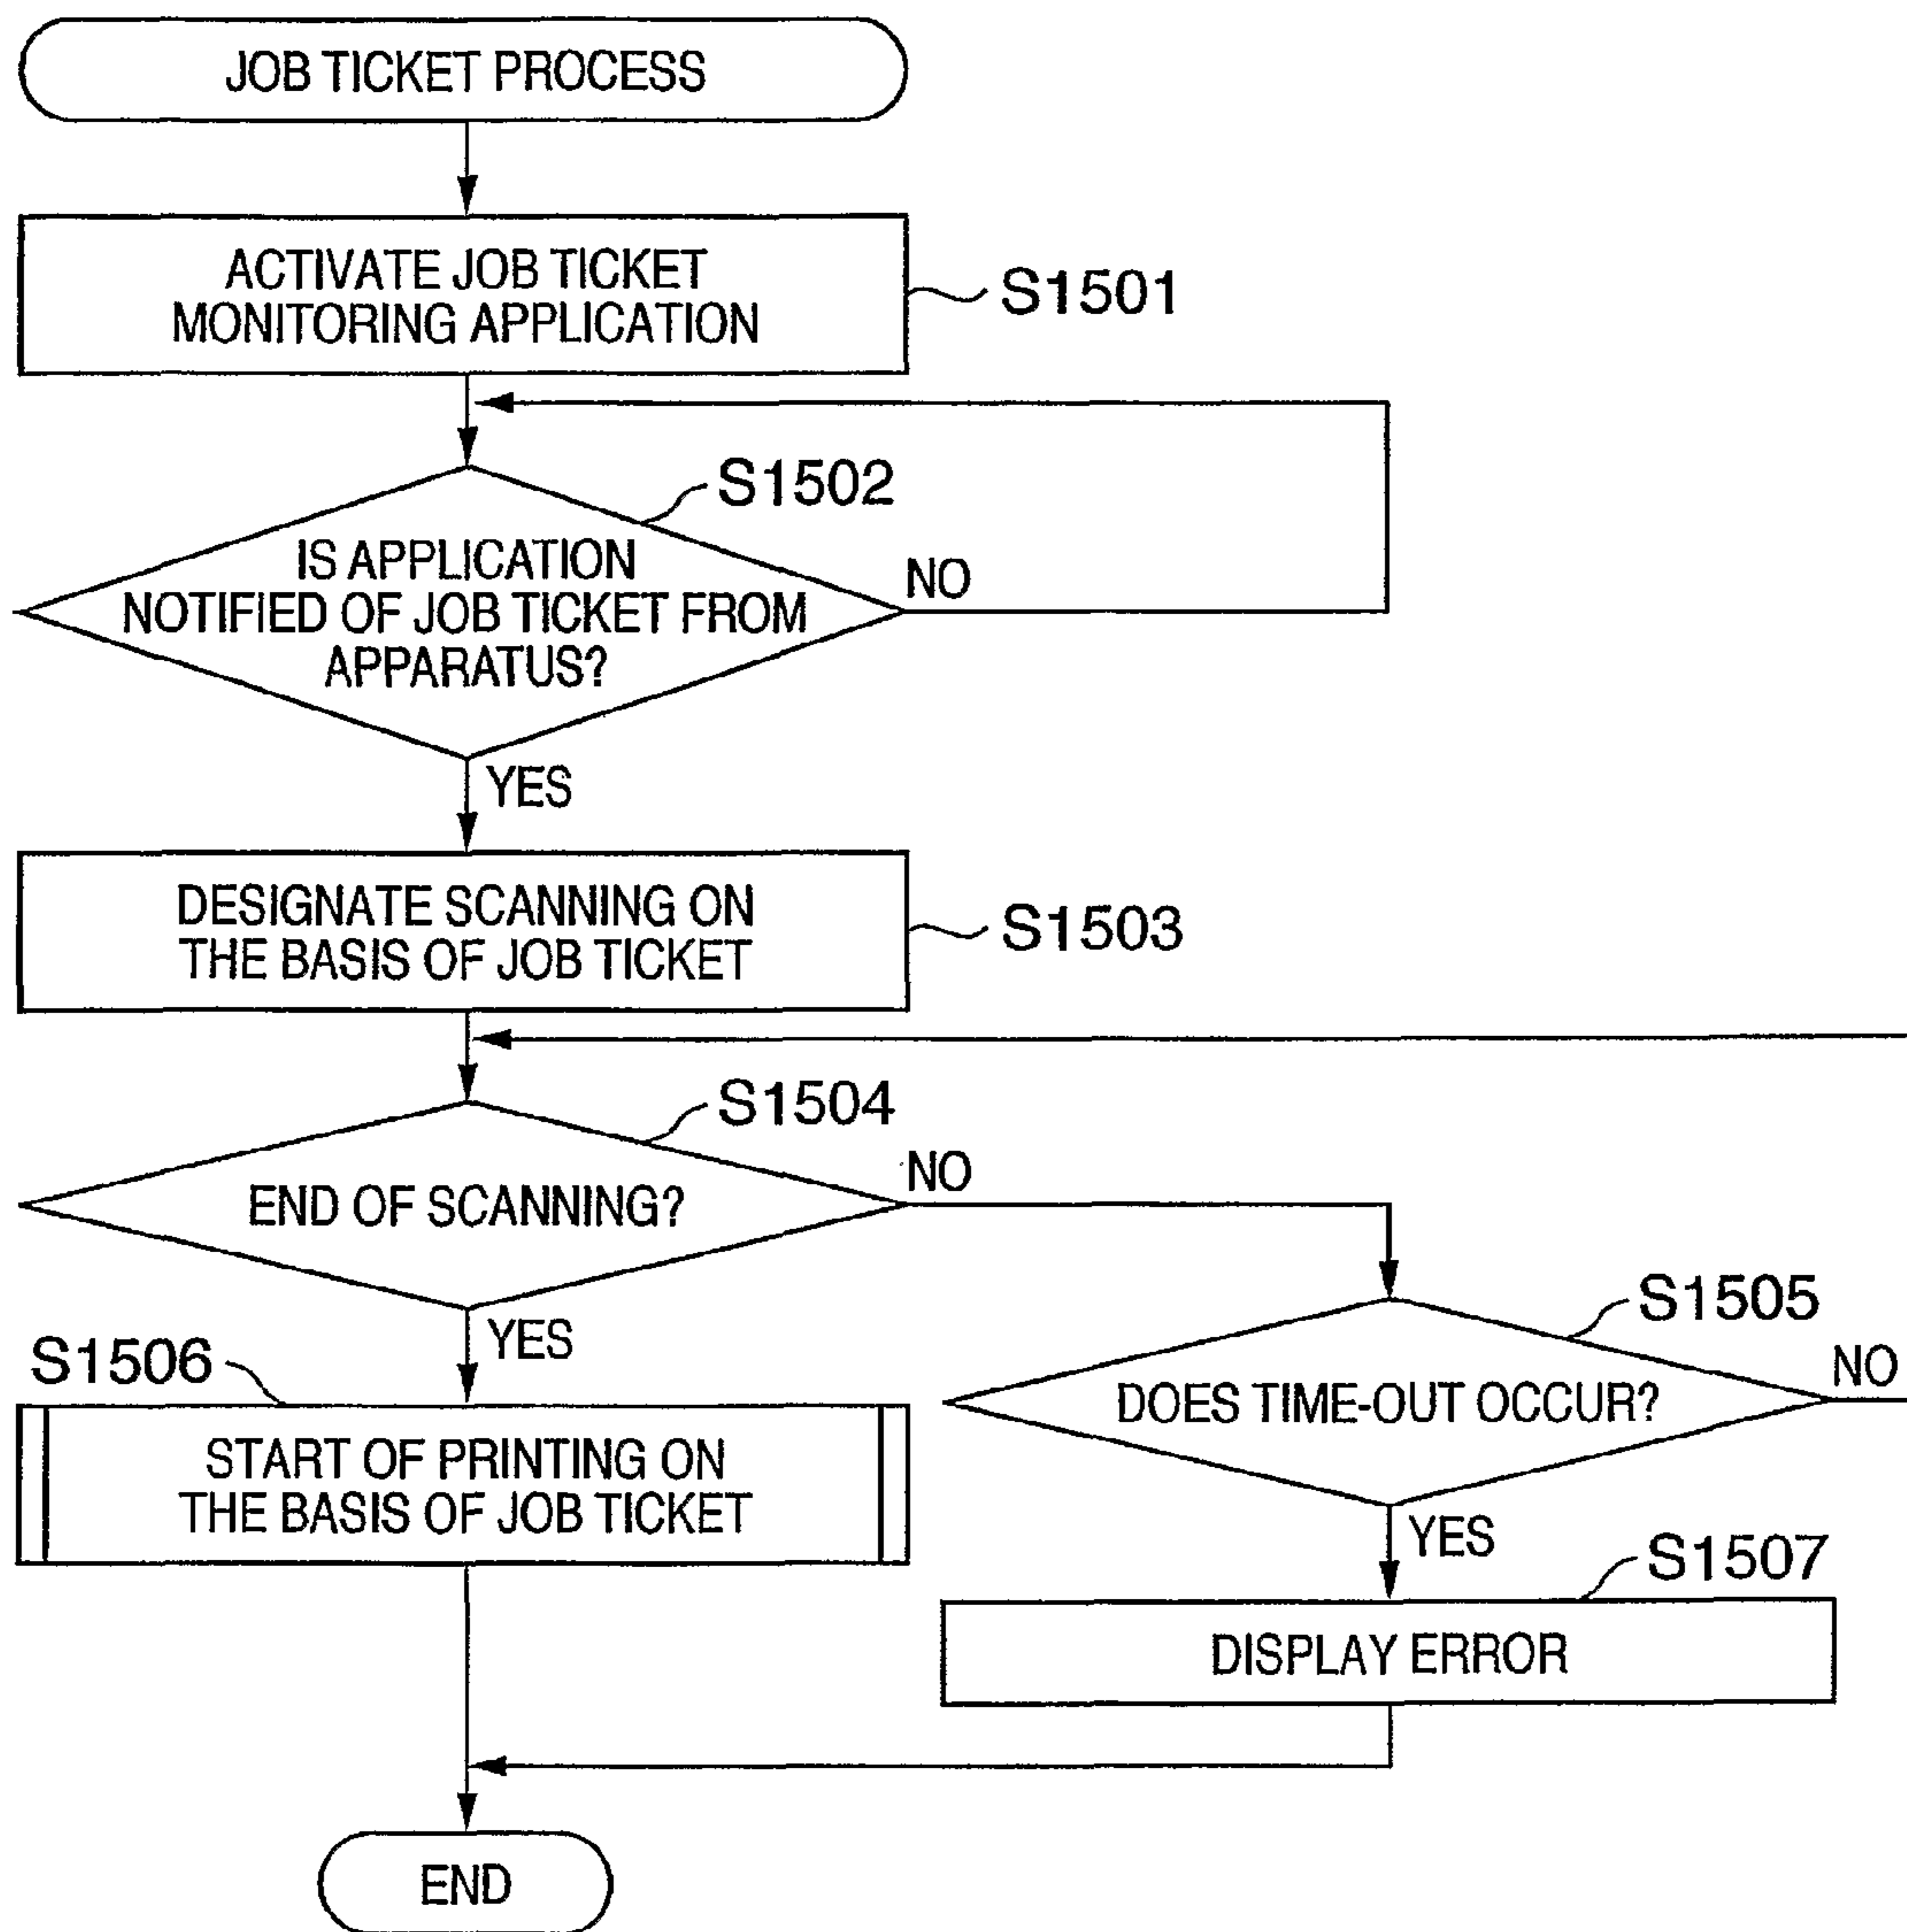 JOB TICKET PROCESS
ACTIVATE JOB TICKET
MONITORING APPLICATION
S1501
S1502
IS APPLICATION
NOTIFIED OF JOB TICKET FROM
APPARATUS?
NO
YES
DESIGNATE SCANNING ON
THE BASIS OF JOB TICKET
S1503
S1504
END OF SCANNING?
NO
YES
S1505
DOES TIME-OUT OCCUR?
NO
YES
S1506
START OF PRINTING ON
THE BASIS OF JOB TICKET
S1507
DISPLAY ERROR
END